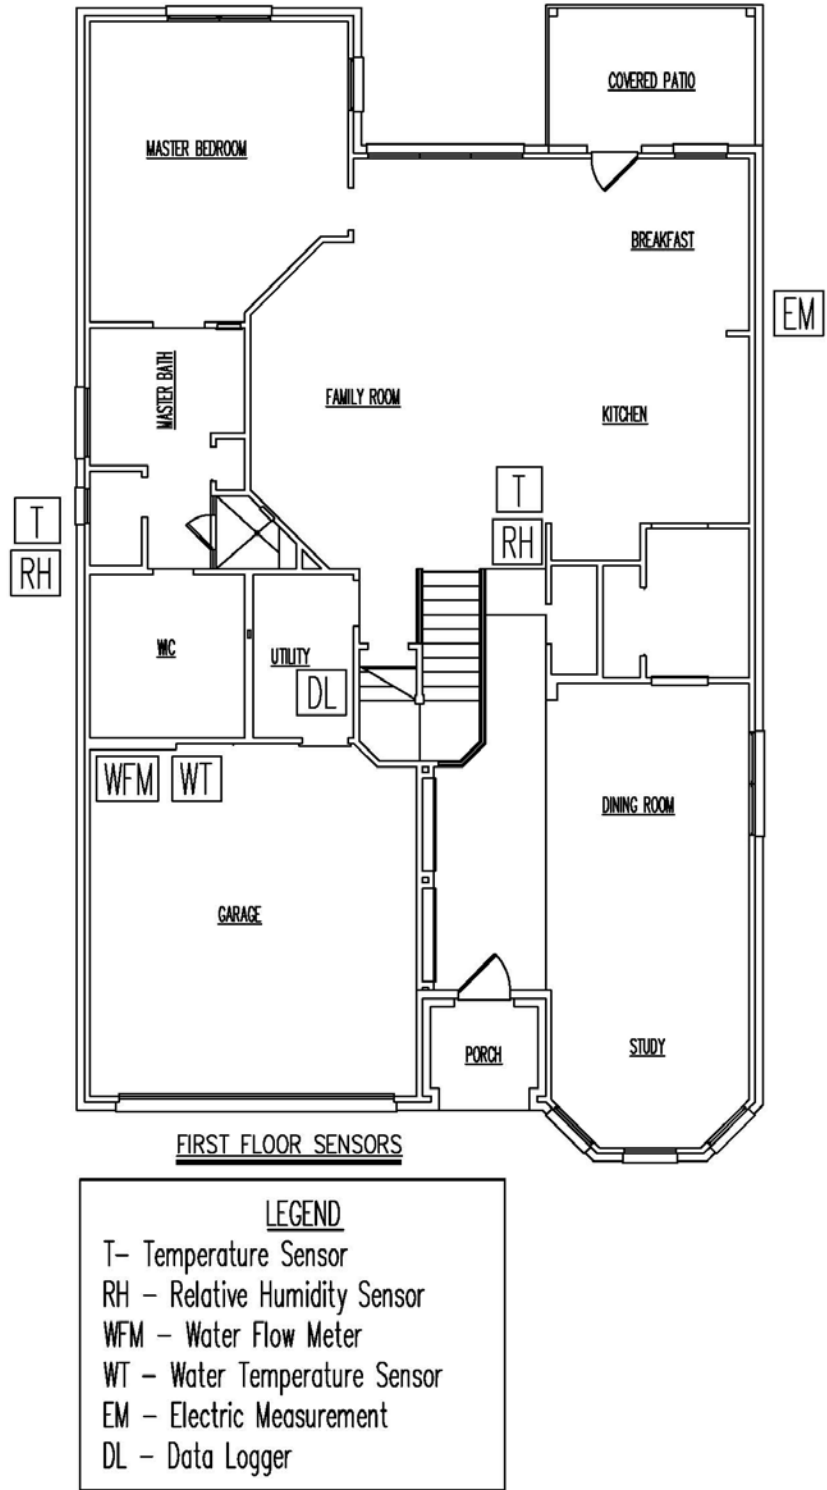 COVERED PATIO
MASTER BEDROOM
BREAKFAST
EM
MASTER BATH
FAMILY ROOM
KITCHEN
T
RH
T
RH
WIC
UTILITY
DL
WFM
WT
DINING ROOM
GARAGE
STUDY
PORCH
FIRST FLOOR SENSORS
LEGEND
T- Temperature Sensor
RH - Relative Humidity Sensor
WFM - Water Flow Meter
WT - Water Temperature Sensor
EM - Electric Measurement
DL - Data Logger